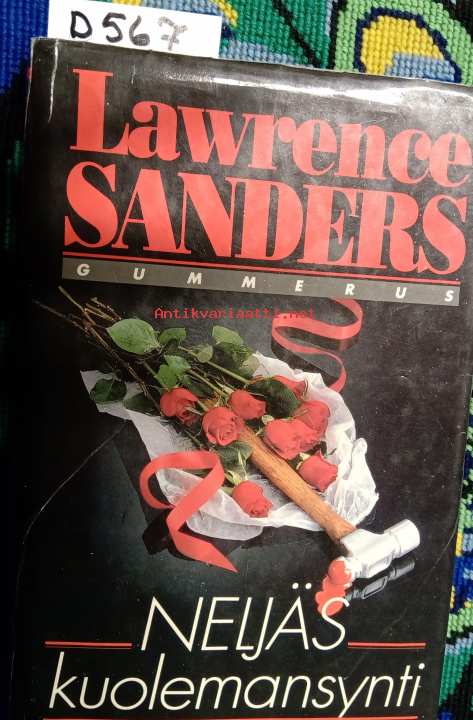 D567
Lawrence
SANDERS
GUMMERUS
Antikvariaatti.net
NELJÄS
kuolemansynti